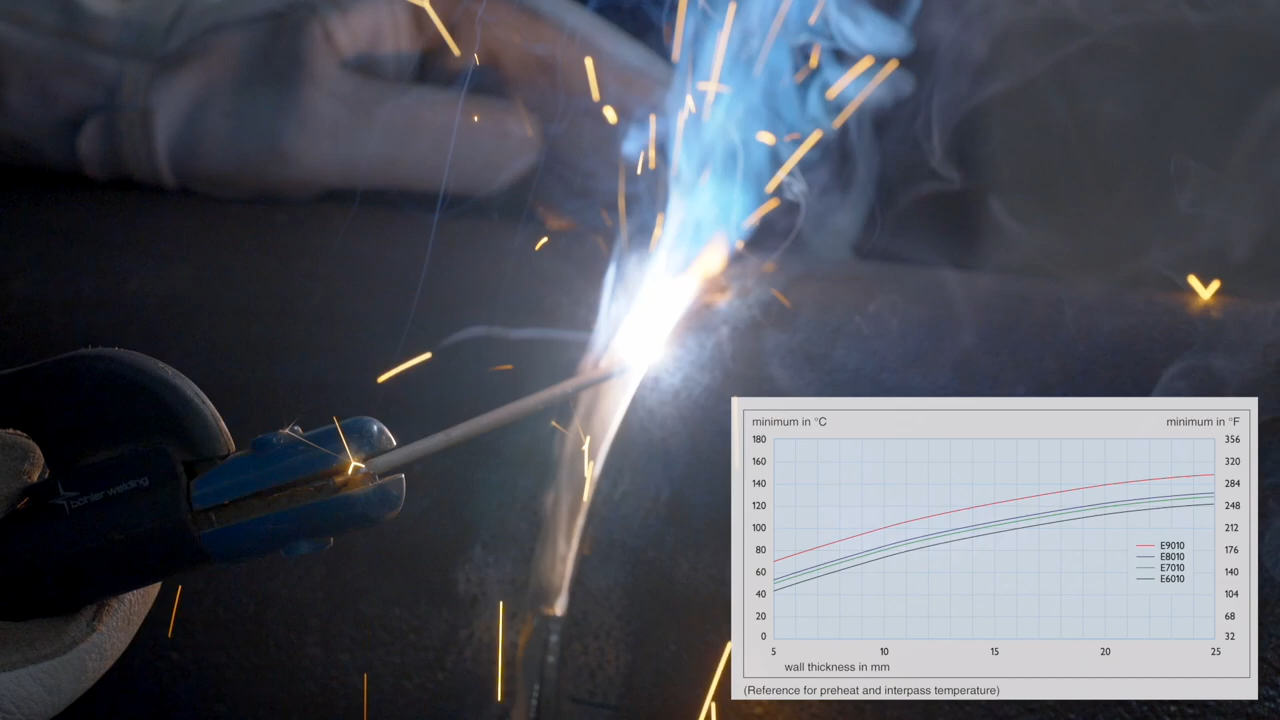 böhler welding
minimum in °C
minimum in °F
180
160
140
120
100
80
60
40
20
0
356
320
284
248
212
176
140
104
68
32
E9010
E8010
E7010
E6010
5
10
15
20
25
wall thickness in mm
(Reference for preheat and interpass temperature)